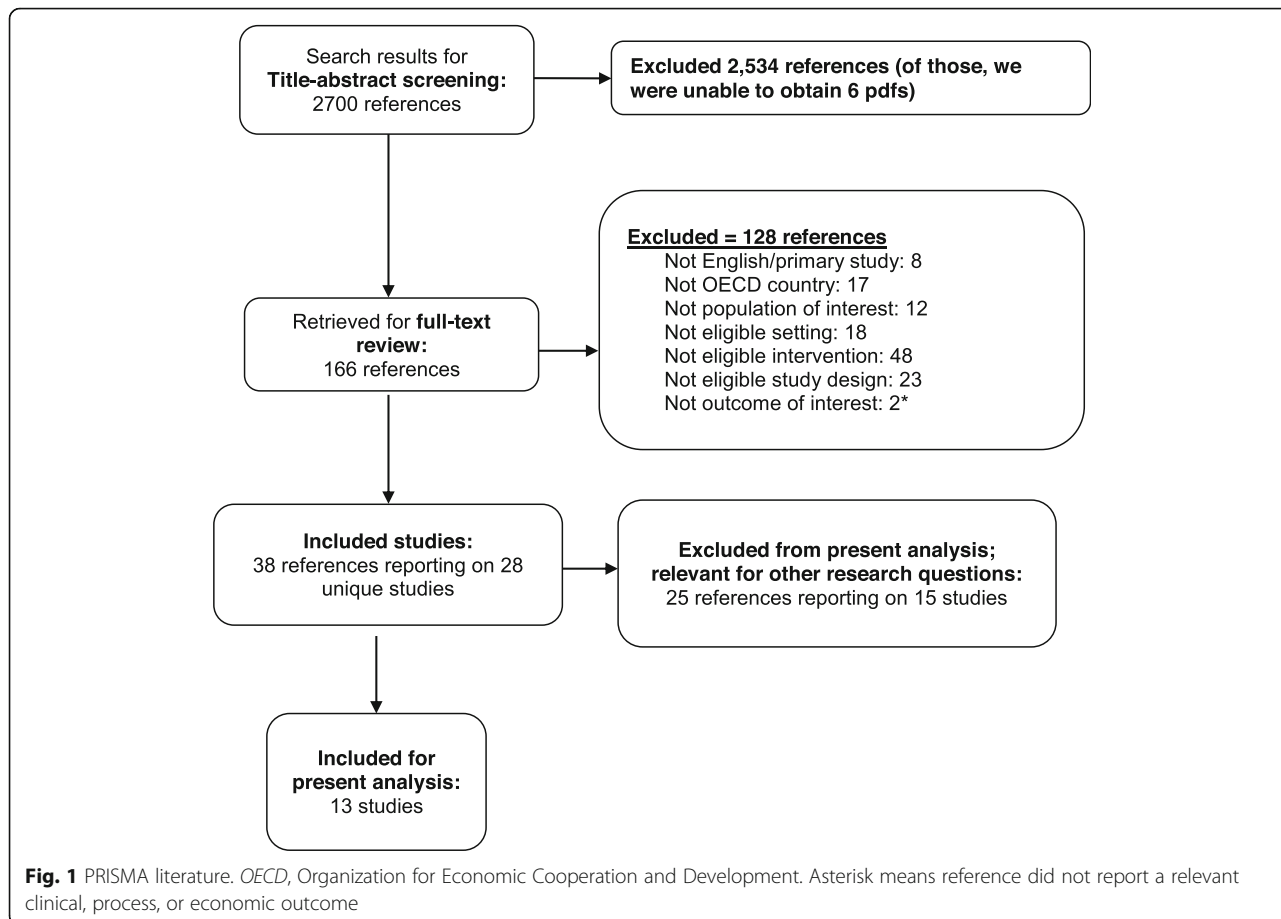 Search results for
Title-abstract screening:
2700 references
Excluded 2,534 references (of those, we
were unable to obtain 6 pdfs)
Excluded = 128 references
Not English/primary study: 8
Not OECD country: 17
Not population of interest: 12
Not eligible setting: 18
Not eligible intervention: 48
Not eligible study design: 23
Not outcome of interest: 2*
Retrieved for full-text
review:
166 references
Included studies:
38 references reporting on 28
unique studies
Excluded from present analysis;
relevant for other research questions:
25 references reporting on 15 studies
Included for
present analysis:
13 studies
Fig. 1 PRISMA literature. OECD, Organization for Economic Cooperation and Development. Asterisk means reference did not report a relevant
clinical, process, or economic outcome